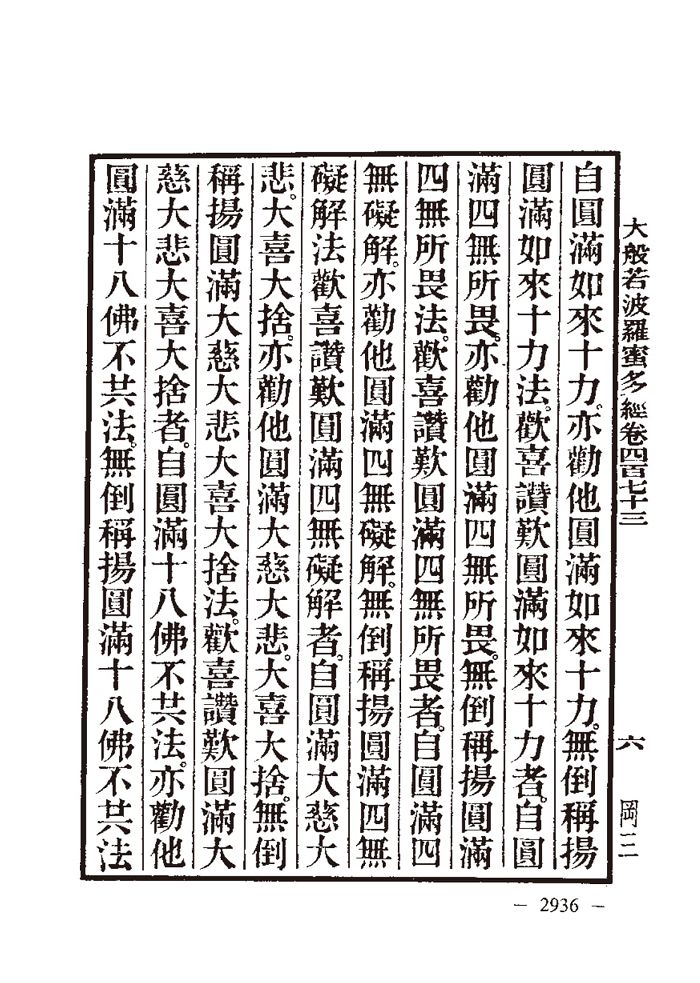 大般若波羅蜜多經卷四百七十三　六　岡三
自圓滿如來十力。亦勸他圓滿如來十力。無倒稱揚
圓滿如來十力法。歡喜讚歎圓滿如來十力者。自圓
滿四無所畏。亦勸他圓滿四無所畏。無倒稱揚圓滿
四無所畏法。歡喜讚歎圓滿四無所畏者。自圓滿四
無礙解。亦勸他圓滿四無礙解。無倒稱揚圓滿四無
礙解法歡喜讚歎圓滿四無礙解者。自圓滿大慈大
悲。大喜大捨。亦勸他圓滿大慈大悲。大喜大捨。無倒
稱揚圓滿大慈大悲大喜大捨法。歡喜讚歎圓滿大
慈大悲大喜大捨者。自圓滿十八佛不共法。亦勸他
圓滿十八佛不共法。無倒稱揚圓滿十八佛不共法
— 2936 —